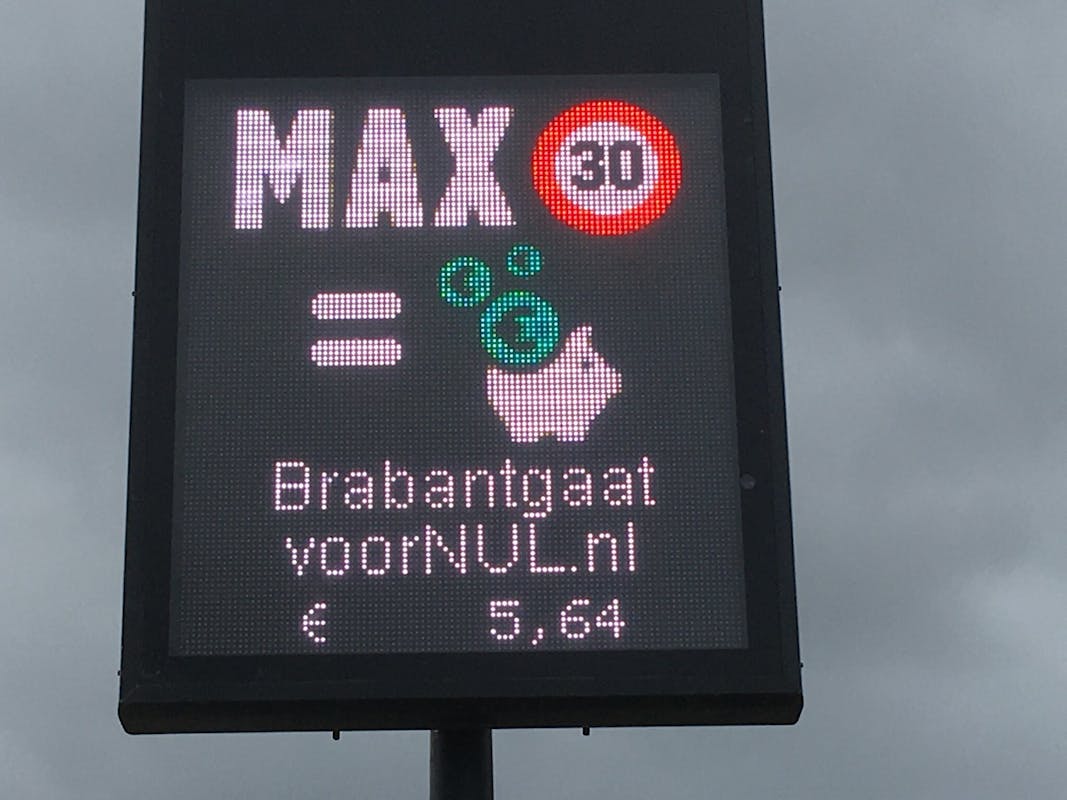 MAX 30
=
Brabantgaat
voorNUL.nl
€ 5,64